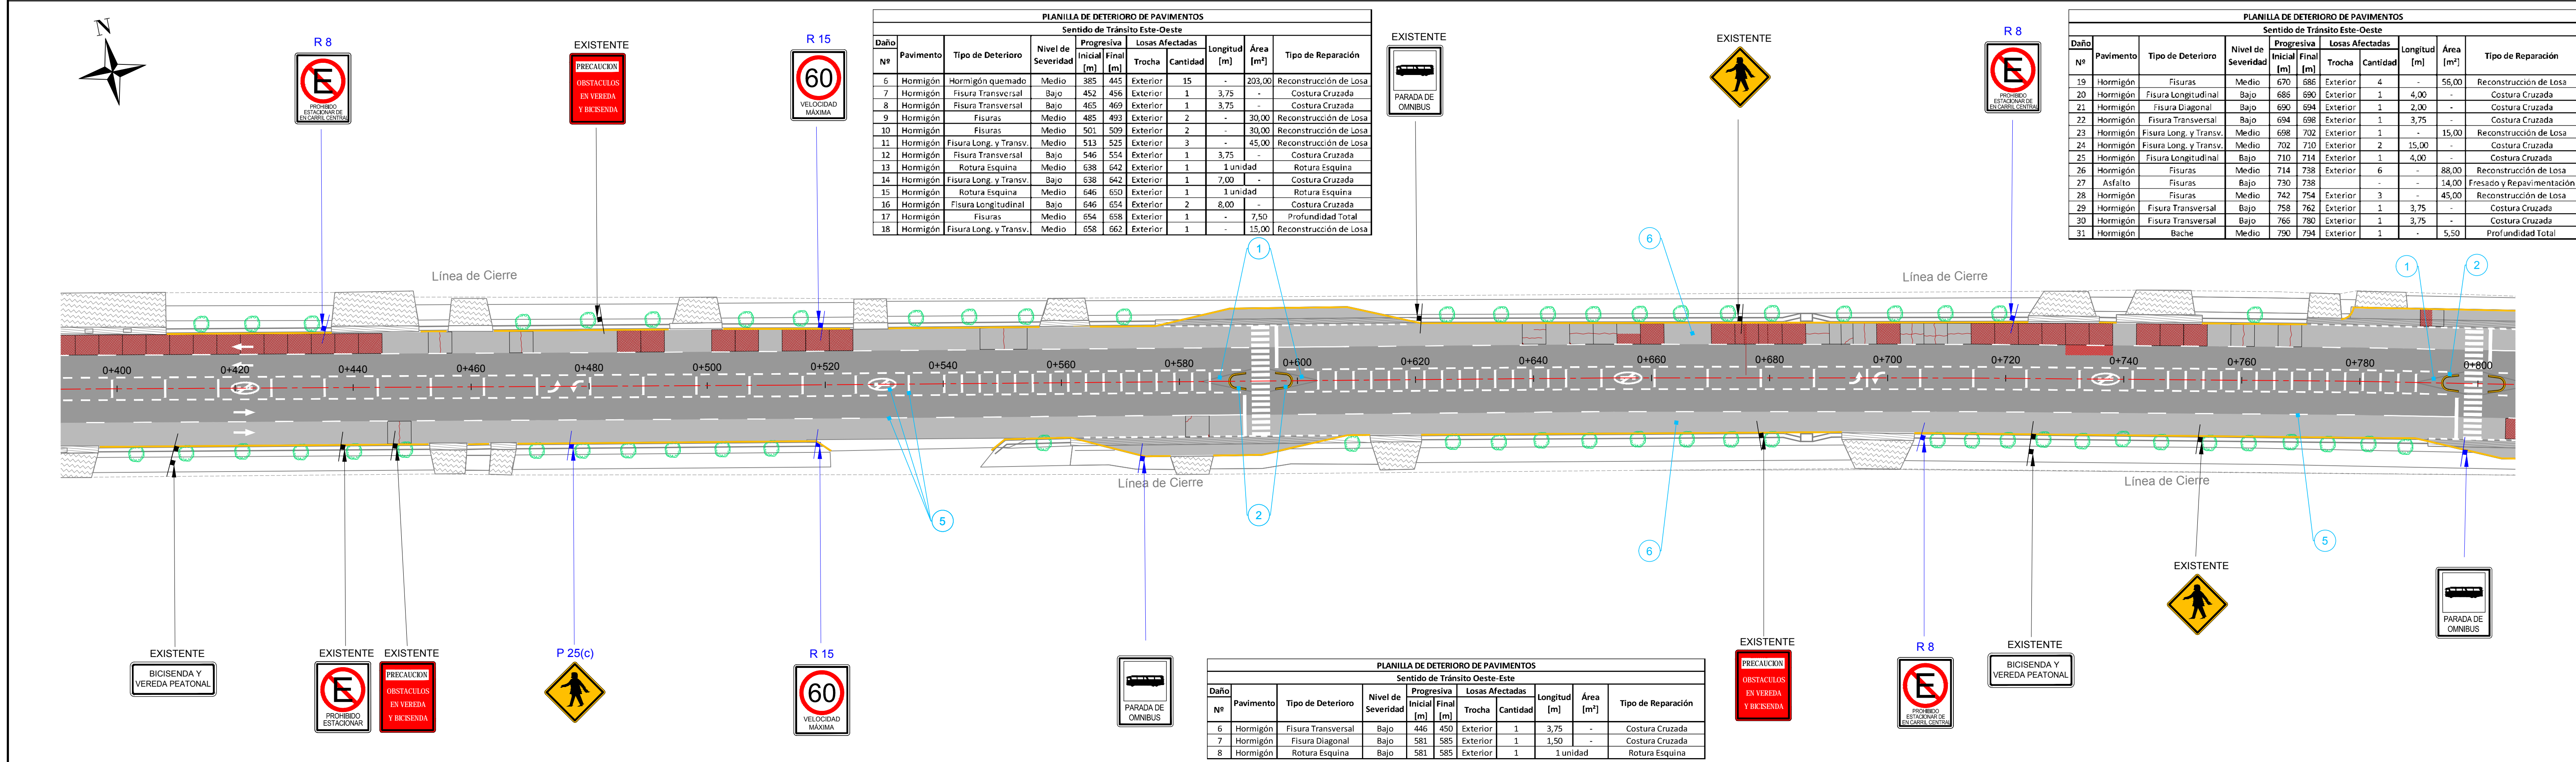 N
R 8
E
PROHIBIDO
ESTACIONAR DE
EN CARRIL CENTRAL
EXISTENTE
PRECAUCION
OBSTACULOS
EN VEREDA
Y BICISENDA
R 15
60
VELOCIDAD
MÁXIMA
PLANILLA DE DETERIORO DE PAVIMENTOS
Sentido de Tránsito Este-Oeste
Daño Nº Pavimento Tipo de Deterioro Nivel de Severidad Progresiva Inicial [m] Final [m] Losas Afectadas Trocha Cantidad Longitud [m] Área [m²] Tipo de Reparación
6 Hormigón Hormigón quemado Medio 385 445 Exterior 15 - 203,00 Reconstrucción de Losa
7 Hormigón Fisura Transversal Bajo 452 456 Exterior 1 3,75 - Costura Cruzada
8 Hormigón Fisura Transversal Bajo 465 469 Exterior 1 3,75 - Costura Cruzada
9 Hormigón Fisuras Medio 485 493 Exterior 2 - 30,00 Reconstrucción de Losa
10 Hormigón Fisuras Medio 501 509 Exterior 2 - 30,00 Reconstrucción de Losa
11 Hormigón Fisura Long. y Transv. Medio 513 525 Exterior 3 - 45,00 Reconstrucción de Losa
12 Hormigón Fisura Transversal Bajo 546 554 Exterior 1 3,75 - Costura Cruzada
13 Hormigón Rotura Esquina Medio 638 642 Exterior 1 1 unidad Rotura Esquina
14 Hormigón Fisura Long. y Transv. Bajo 638 642 Exterior 1 7,00 - Costura Cruzada
15 Hormigón Rotura Esquina Medio 646 650 Exterior 1 1 unidad Rotura Esquina
16 Hormigón Fisura Longitudinal Bajo 646 654 Exterior 2 8,00 - Costura Cruzada
17 Hormigón Fisuras Medio 654 658 Exterior 1 - 7,50 Profundidad Total
18 Hormigón Fisura Long. y Transv. Medio 658 662 Exterior 1 - 15,00 Reconstrucción de Losa
EXISTENTE
PARADA DE
OMNIBUS
EXISTENTE
R 8
E
PROHIBIDO
ESTACIONAR DE
EN CARRIL CENTRAL
PLANILLA DE DETERIORO DE PAVIMENTOS
Sentido de Tránsito Este-Oeste
Daño Nº Pavimento Tipo de Deterioro Nivel de Severidad Progresiva Inicial [m] Final [m] Losas Afectadas Trocha Cantidad Longitud [m] Área [m²] Tipo de Reparación
19 Hormigón Fisuras Medio 670 686 Exterior 4 - 56,00 Reconstrucción de Losa
20 Hormigón Fisura Longitudinal Bajo 686 690 Exterior 1 4,00 - Costura Cruzada
21 Hormigón Fisura Diagonal Bajo 690 694 Exterior 1 2,00 - Costura Cruzada
22 Hormigón Fisura Transversal Bajo 694 698 Exterior 1 3,75 - Costura Cruzada
23 Hormigón Fisura Long. y Transv. Medio 698 702 Exterior 1 - 15,00 Reconstrucción de Losa
24 Hormigón Fisura Long. y Transv. Medio 702 710 Exterior 2 15,00 - Costura Cruzada
25 Hormigón Fisura Longitudinal Bajo 710 714 Exterior 1 4,00 - Costura Cruzada
26 Hormigón Fisuras Medio 714 738 Exterior 6 - 88,00 Reconstrucción de Losa
27 Asfalto Fisuras Bajo 730 738 - - 14,00 Fresado y Repavimentación
28 Hormigón Fisuras Medio 742 754 Exterior 3 - 45,00 Reconstrucción de Losa
29 Hormigón Fisura Transversal Bajo 758 762 Exterior 1 3,75 - Costura Cruzada
30 Hormigón Fisura Transversal Bajo 766 780 Exterior 1 3,75 - Costura Cruzada
31 Hormigón Bache Medio 790 794 Exterior 1 - 5,50 Profundidad Total
Línea de Cierre
1
6
Línea de Cierre
1
2
0+400
0+420
0+440
0+460
0+480
0+500
0+520
0+540
0+560
0+580
0+600
0+620
0+640
0+660
0+680
0+700
0+720
0+740
0+760
0+780
0+800
Línea de Cierre
Línea de Cierre
5
2
6
5
EXISTENTE
BICISENDA Y
VEREDA PEATONAL
EXISTENTE
E
PROHIBIDO
ESTACIONAR
EXISTENTE
PRECAUCION
OBSTACULOS
EN VEREDA
Y BICISENDA
P 25(c)
R 15
60
VELOCIDAD
MÁXIMA
PARADA DE
OMNIBUS
PLANILLA DE DETERIORO DE PAVIMENTOS
Sentido de Tránsito Oeste-Este
Daño Nº Pavimento Tipo de Deterioro Nivel de Severidad Progresiva Inicial [m] Final [m] Losas Afectadas Trocha Cantidad Longitud [m] Área [m²] Tipo de Reparación
6 Hormigón Fisura Transversal Bajo 446 450 Exterior 1 3,75 - Costura Cruzada
7 Hormigón Fisura Diagonal Bajo 581 585 Exterior 1 1,50 - Costura Cruzada
8 Hormigón Rotura Esquina Bajo 581 585 Exterior 1 1 unidad Rotura Esquina
EXISTENTE
PRECAUCION
OBSTACULOS
EN VEREDA
Y BICISENDA
R 8
E
PROHIBIDO
ESTACIONAR DE
EN CARRIL CENTRAL
EXISTENTE
BICISENDA Y
VEREDA PEATONAL
EXISTENTE
PARADA DE
OMNIBUS